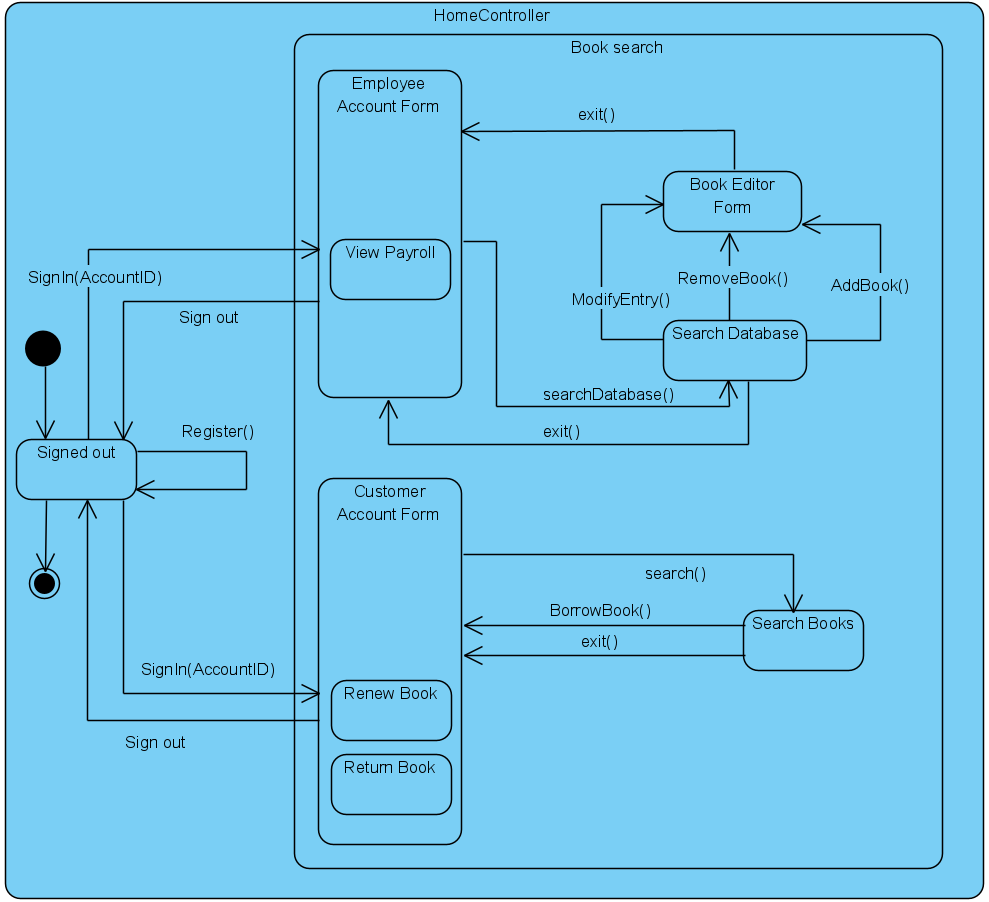 HomeController
Book search
Employee
Account Form
exit()
Book Editor
Form
View Payroll
SignIn(AccountID)
RemoveBook()
AddBook()
ModifyEntry()
Sign out
Search Database
searchDatabase()
exit()
Register()
Signed out
Customer
Account Form
search()
BorrowBook()
Search Books
exit()
SignIn(AccountID)
Renew Book
Sign out
Return Book